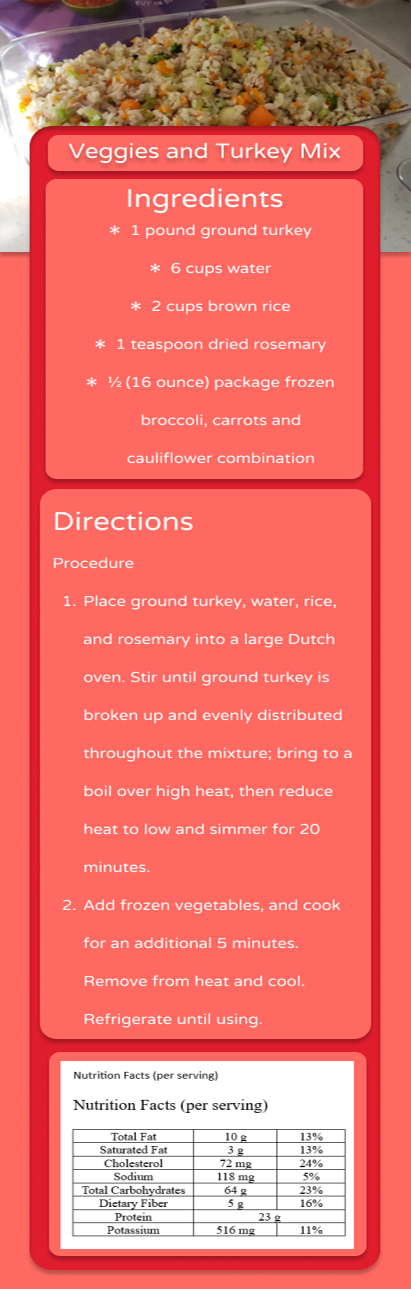 Veggies and Turkey Mix
Ingredients
* 1 pound ground turkey
* 6 cups water
* 2 cups brown rice
* 1 teaspoon dried rosemary
* ½ (16 ounce) package frozen
broccoli, carrots and
cauliflower combination
Directions
Procedure
1. Place ground turkey, water, rice,
and rosemary into a large Dutch
oven. Stir until ground turkey is
broken up and evenly distributed
throughout the mixture; bring to a
boil over high heat, then reduce
heat to low and simmer for 20
minutes.
2. Add frozen vegetables, and cook
for an additional 5 minutes.
Remove from heat and cool.
Refrigerate until using.
Nutrition Facts (per serving)
Nutrition Facts (per serving)
Total Fat 10 g 13%
Saturated Fat 3 g 13%
Cholesterol 72 mg 24%
Sodium 118 mg 5%
Total Carbohydrates 64 g 23%
Dietary Fiber 5 g 16%
Protein 23 g
Potassium 516 mg 11%